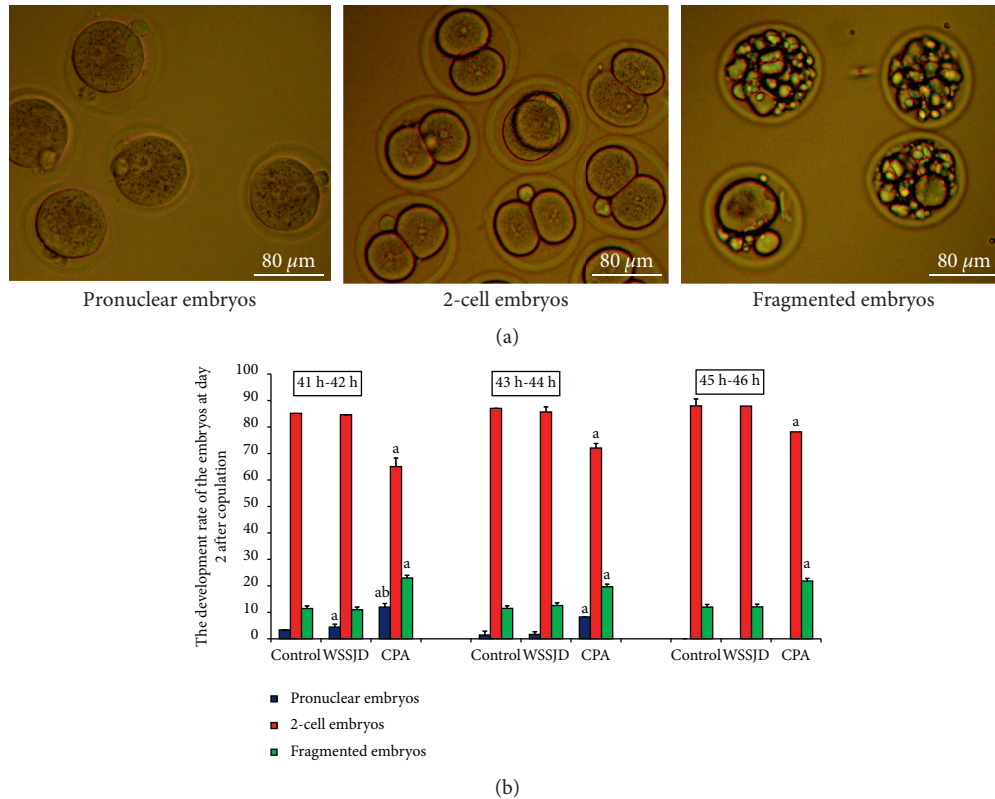 80 μm
80 μm
80 μm
Pronuclear embryos
2-cell embryos
Fragmented embryos
(a)
The development rate of the embryos at day
2 after copulation
100
90
80
70
60
50
40
30
20
10
0
41 h-42 h
43 h-44 h
45 h-46 h
a
ab
a
a
a
a
a
a
a
Control WSSJD CPA
Control WSSJD CPA
Control WSSJD CPA
Pronuclear embryos
2-cell embryos
Fragmented embryos
(b)